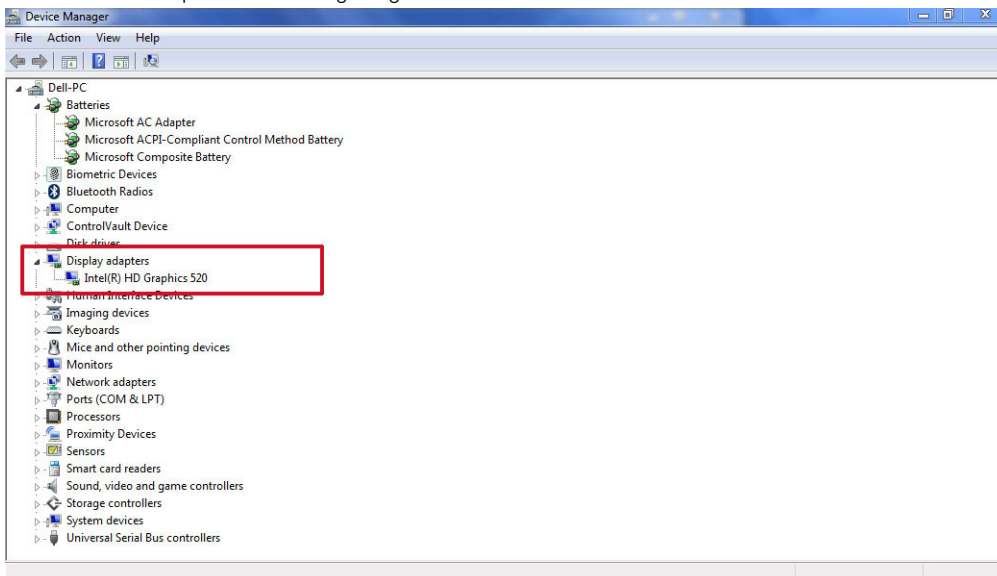 Device Manager
File Action View Help
Dell-PC
Batteries
Microsoft AC Adapter
Microsoft ACPI-Compliant Control Method Battery
Microsoft Composite Battery
Biometric Devices
Bluetooth Radios
Computer
ControlVault Device
Disk drives
Display adapters
Intel(R) HD Graphics 520
Human Interface Devices
Imaging devices
Keyboards
Mice and other pointing devices
Monitors
Network adapters
Ports (COM & LPT)
Processors
Proximity Devices
Sensors
Smart card readers
Sound, video and game controllers
Storage controllers
System devices
Universal Serial Bus controllers